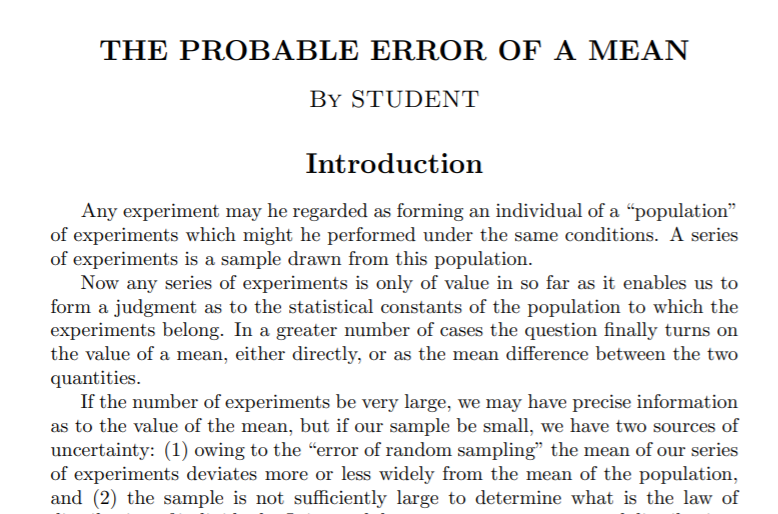 THE PROBABLE ERROR OF A MEAN
By STUDENT
Introduction
Any experiment may he regarded as forming an individual of a “population”
of experiments which might he performed under the same conditions. A series
of experiments is a sample drawn from this population.
Now any series of experiments is only of value in so far as it enables us to
form a judgment as to the statistical constants of the population to which the
experiments belong. In a greater number of cases the question finally turns on
the value of a mean, either directly, or as the mean difference between the two
quantities.
If the number of experiments be very large, we may have precise information
as to the value of the mean, but if our sample be small, we have two sources of
uncertainty: (1) owing to the “error of random sampling” the mean of our series
of experiments deviates more or less widely from the mean of the population,
and (2) the sample is not sufficiently large to determine what is the law of